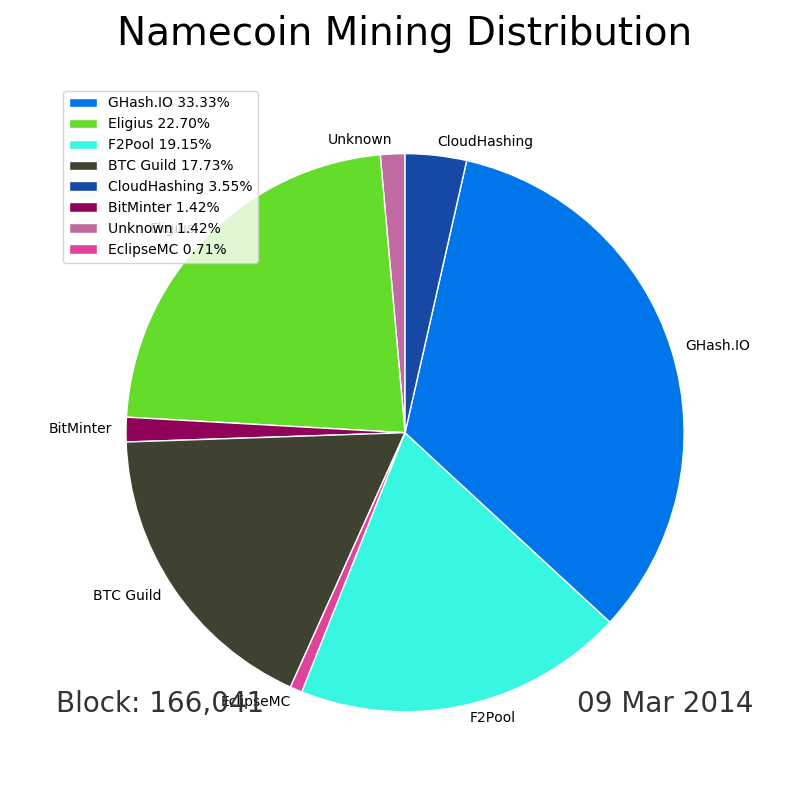 Namecoin Mining Distribution
GHash.IO 33.33%
Eligius 22.70%
F2Pool 19.15%
BTC Guild 17.73%
CloudHashing 3.55%
BitMinter 1.42%
Unknown 1.42%
EclipseMC 0.71%
Unknown
CloudHashing
Eligius
GHash.IO
BitMinter
BTC Guild
EclipseMC
F2Pool
Block: 166,041
09 Mar 2014